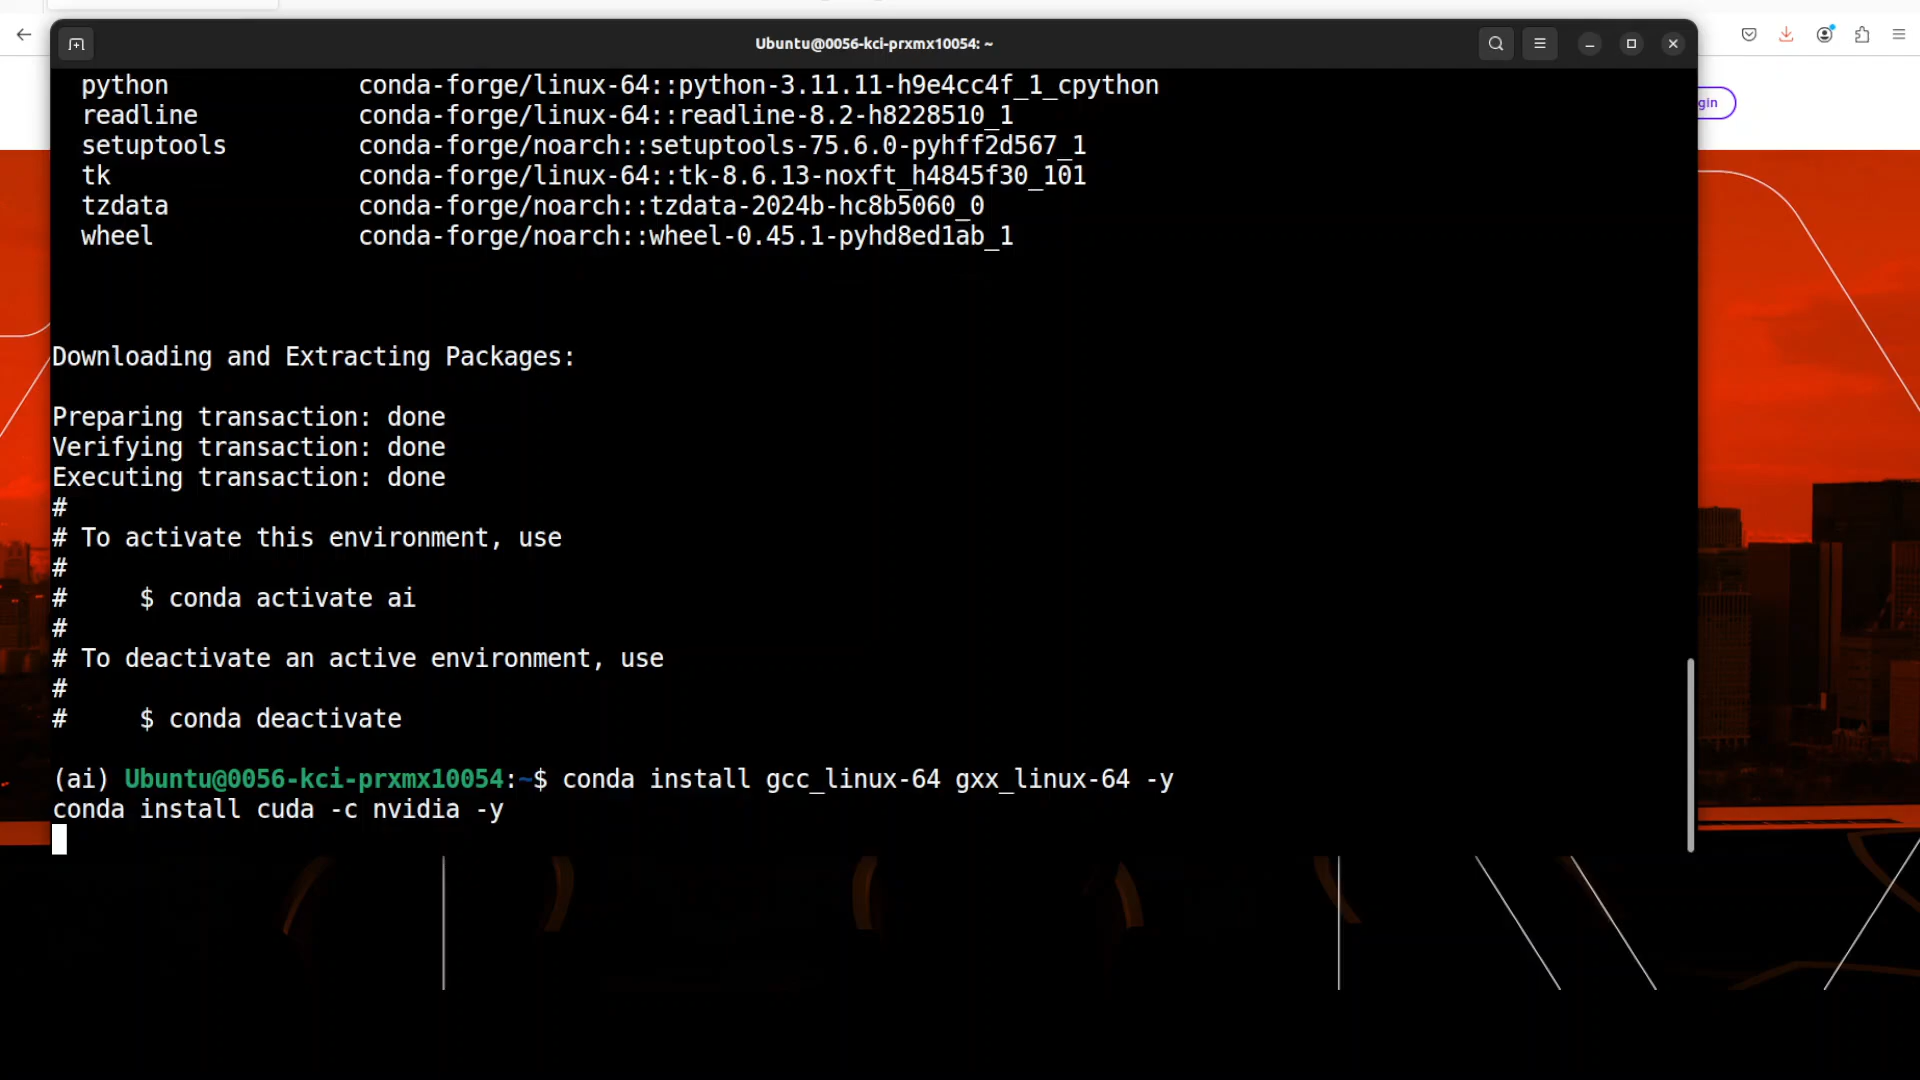 Ubuntu@0056-kci-prxmx10054: ~
gin
python conda-forge/linux-64::python-3.11.11-h9e4cc4f_1_cpython
readline conda-forge/linux-64::readline-8.2-h8228510_1
setuptools conda-forge/noarch::setuptools-75.6.0-pyhff2d567_1
tk conda-forge/linux-64::tk-8.6.13-noxft_h4845f30_101
tzdata conda-forge/noarch::tzdata-2024b-hc8b5060_0
wheel conda-forge/noarch::wheel-0.45.1-pyhd8ed1ab_1
Downloading and Extracting Packages:
Preparing transaction: done
Verifying transaction: done
Executing transaction: done
#
# To activate this environment, use
#
# $ conda activate ai
#
# To deactivate an active environment, use
#
# $ conda deactivate
(ai) Ubuntu@0056-kci-prxmx10054:~$ conda install gcc_linux-64 gxx_linux-64 -y
conda install cuda -c nvidia -y